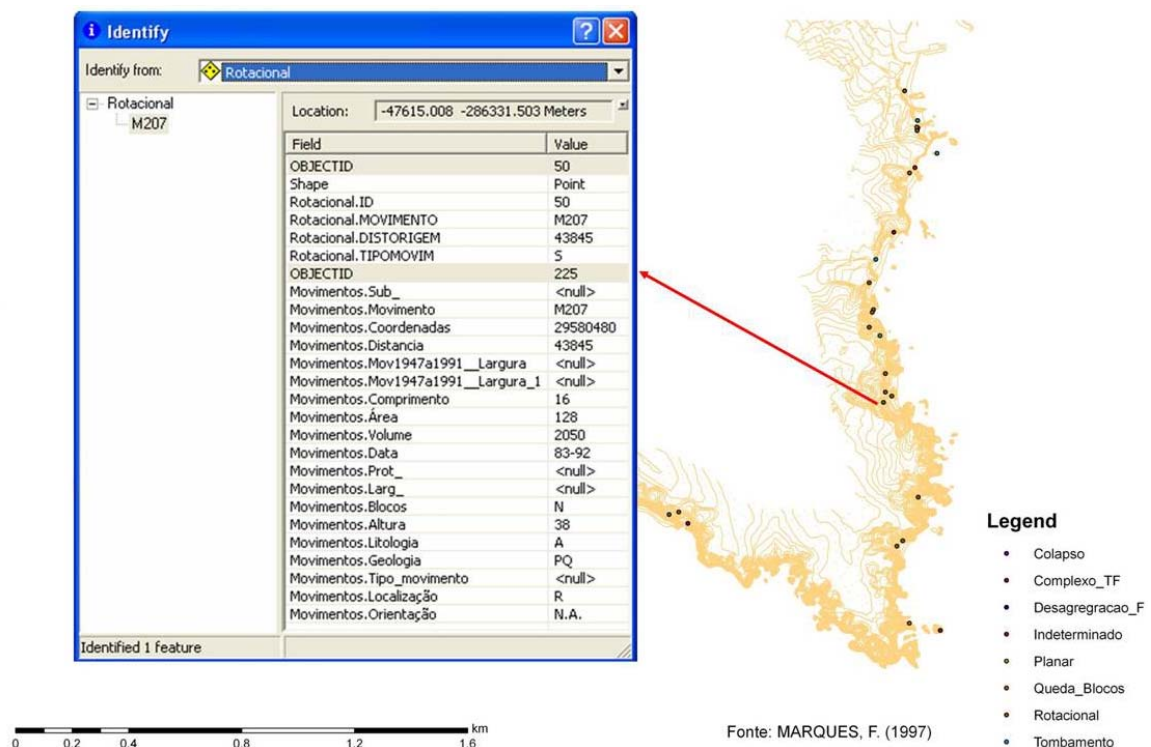 Identify
Identify from: Rotacional
Rotacional
M207
Location: -47615.008 -286331.503 Meters
Field Value
OBJECTID 50
Shape Point
Rotacional.ID 50
Rotacional.MOVIMENTO M207
Rotacional.DISTORIGEM 43845
Rotacional.TIPOMOVIM S
OBJECTID 225
Movimentos.Sub_ <null>
Movimentos.Movimento M207
Movimentos.Coordenadas 29580480
Movimentos.Distancia 43845
Movimentos.Mov1947a1991__Largura <null>
Movimentos.Mov1947a1991__Largura_1 <null>
Movimentos.Comprimento 16
Movimentos.Área 128
Movimentos.Volume 2050
Movimentos.Data 83-92
Movimentos.Prot_ <null>
Movimentos.Larg_ <null>
Movimentos.Blocos N
Movimentos.Altura 38
Movimentos.Litologia A
Movimentos.Geologia PQ
Movimentos.Tipo_movimento <null>
Movimentos.Localização R
Movimentos.Orientação N.A.
Identified 1 feature
Legend
Colapso
Complexo_TF
Desagregracao_F
Indeterminado
Planar
Queda_Blocos
Rotacional
Tombamento
km
0 0.2 0.4 0.8 1.2 1.6
Fonte: MARQUES, F. (1997)